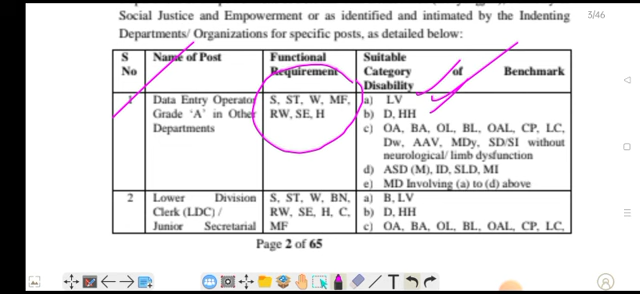 Social Justice and Empowerment or as identified and intimated by the Indenting
Departments/ Organizations for specific posts, as detailed below:
3/46
S No
Name of Post
Functional Requirement
Suitable Category of Benchmark Disability
1
Data Entry Operator
Grade 'A' in Other
Departments
S, ST, W, MF,
RW, SE, H
a) LV
b) D, HH
c) OA, BA, OL, BL, OAL, CP, LC,
Dw, AAV, MDy, SD/SI without
neurological/ limb dysfunction
d) ASD (M), ID, SLD, MI
e) MD Involving (a) to (d) above
2
Lower Division
Clerk (LDC) /
Junior Secretarial
S, ST, W, BN,
RW, SE, H, C,
MF
a) B, LV
b) D, HH
c) OA, BA, OL, BL, OAL, CP, LC,
Page 2 of 65